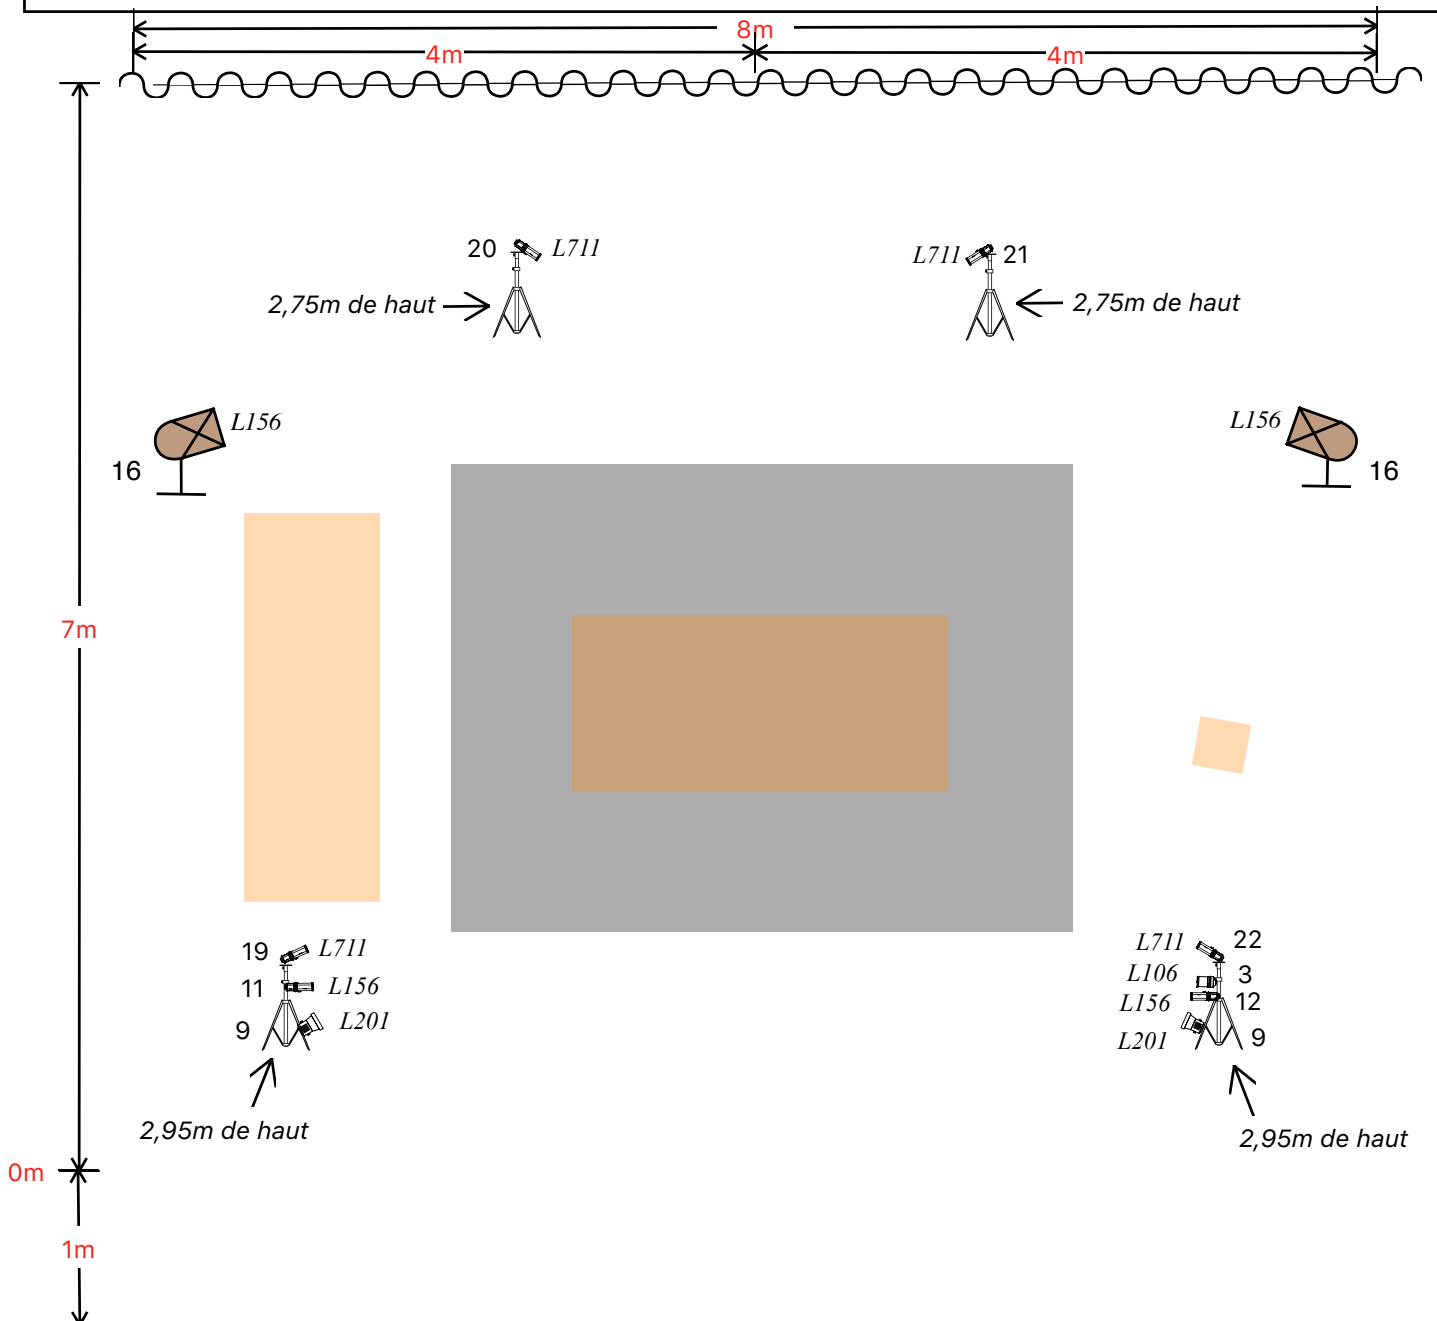 8m
4m 4m
20 L711 L711 21
2,75m de haut 2,75m de haut
L156 L156
16 16
7m
19 L711 L711 22
L106 3
11 L156 L156 12
9 L201 L201 9
2,95m de haut 2,95m de haut
0m
1m